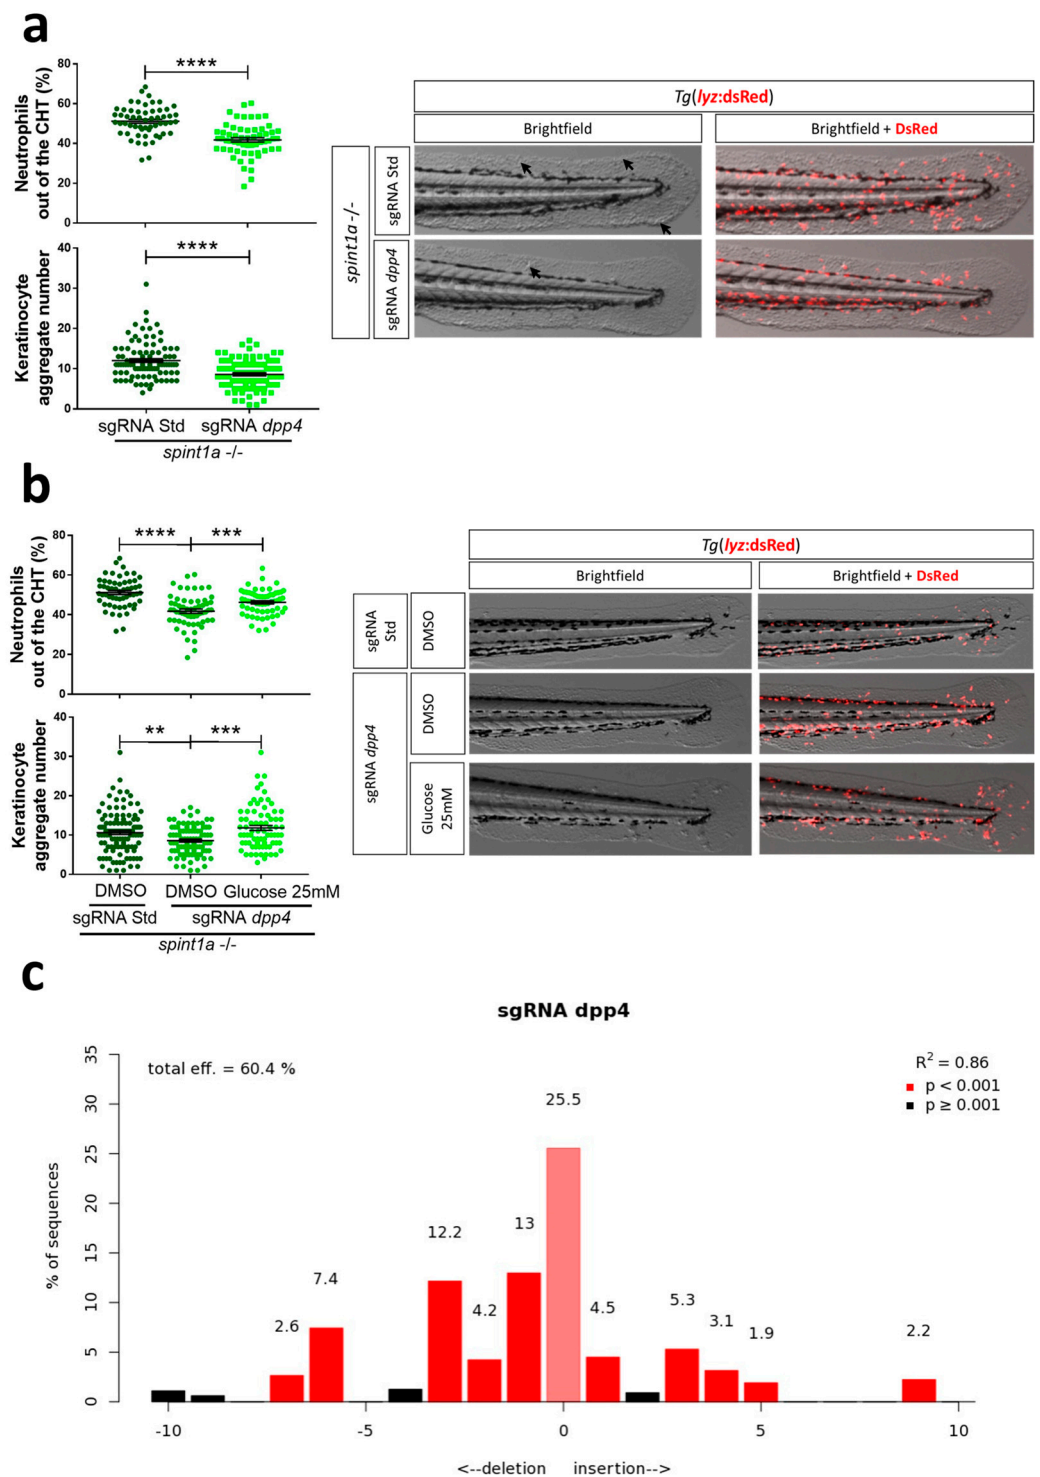 a
Neutrophils
out of the CHT (%)
80
60
40
20
0
****
Keratinocyte
aggregate number
40
30
20
10
0
****
sgRNA Std
sgRNA dpp4
spint1a -/-
Tg(lyz:dsRed)
Brightfield
Brightfield + DsRed
spint1a -/-
sgRNA Std
sgRNA dpp4
b
Neutrophils
out of the CHT (%)
80
60
40
20
0
****
***
Keratinocyte
aggregate number
40
30
20
10
0
**
***
DMSO
DMSO
Glucose 25mM
sgRNA Std
sgRNA dpp4
spint1a -/-
Tg(lyz:dsRed)
Brightfield
Brightfield + DsRed
sgRNA
Std
DMSO
sgRNA dpp4
DMSO
Glucose
25mM
c
sgRNA dpp4
total eff. = 60.4 %
R² = 0.86
p < 0.001
p ≥ 0.001
% of sequences
35
30
25
20
15
10
5
0
2.6
7.4
12.2
4.2
13
25.5
4.5
5.3
3.1
1.9
2.2
-10
-5
0
5
10
<--deletion
insertion-->